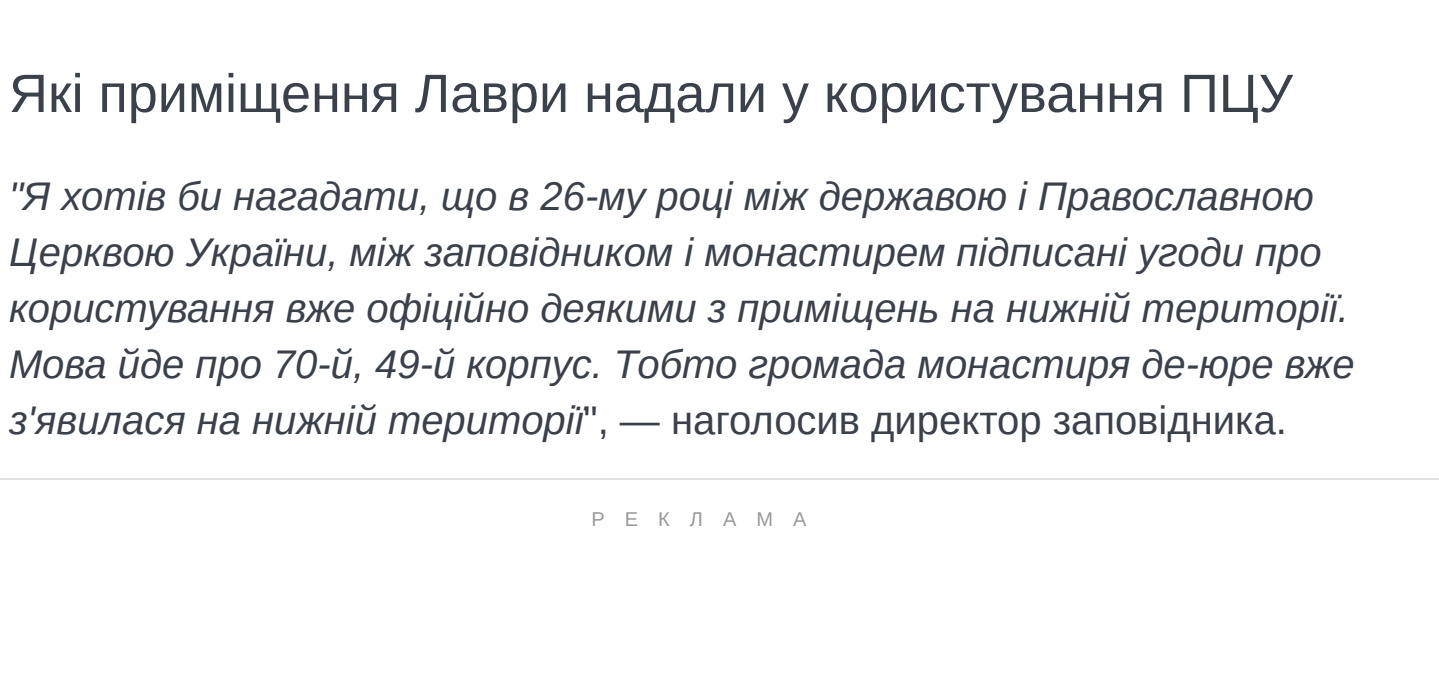 Які приміщення Лаври надали у користування ПЦУ
"Я хотів би нагадати, що в 26-му році між державою і Православною
Церквою України, між заповідником і монастирем підписані угоди про
користування вже офіційно деякими з приміщень на нижній території.
Мова йде про 70-й, 49-й корпус. Тобто громада монастиря де-юре вже
з'явилася на нижній території", — наголосив директор заповідника.
РЕКЛАМА